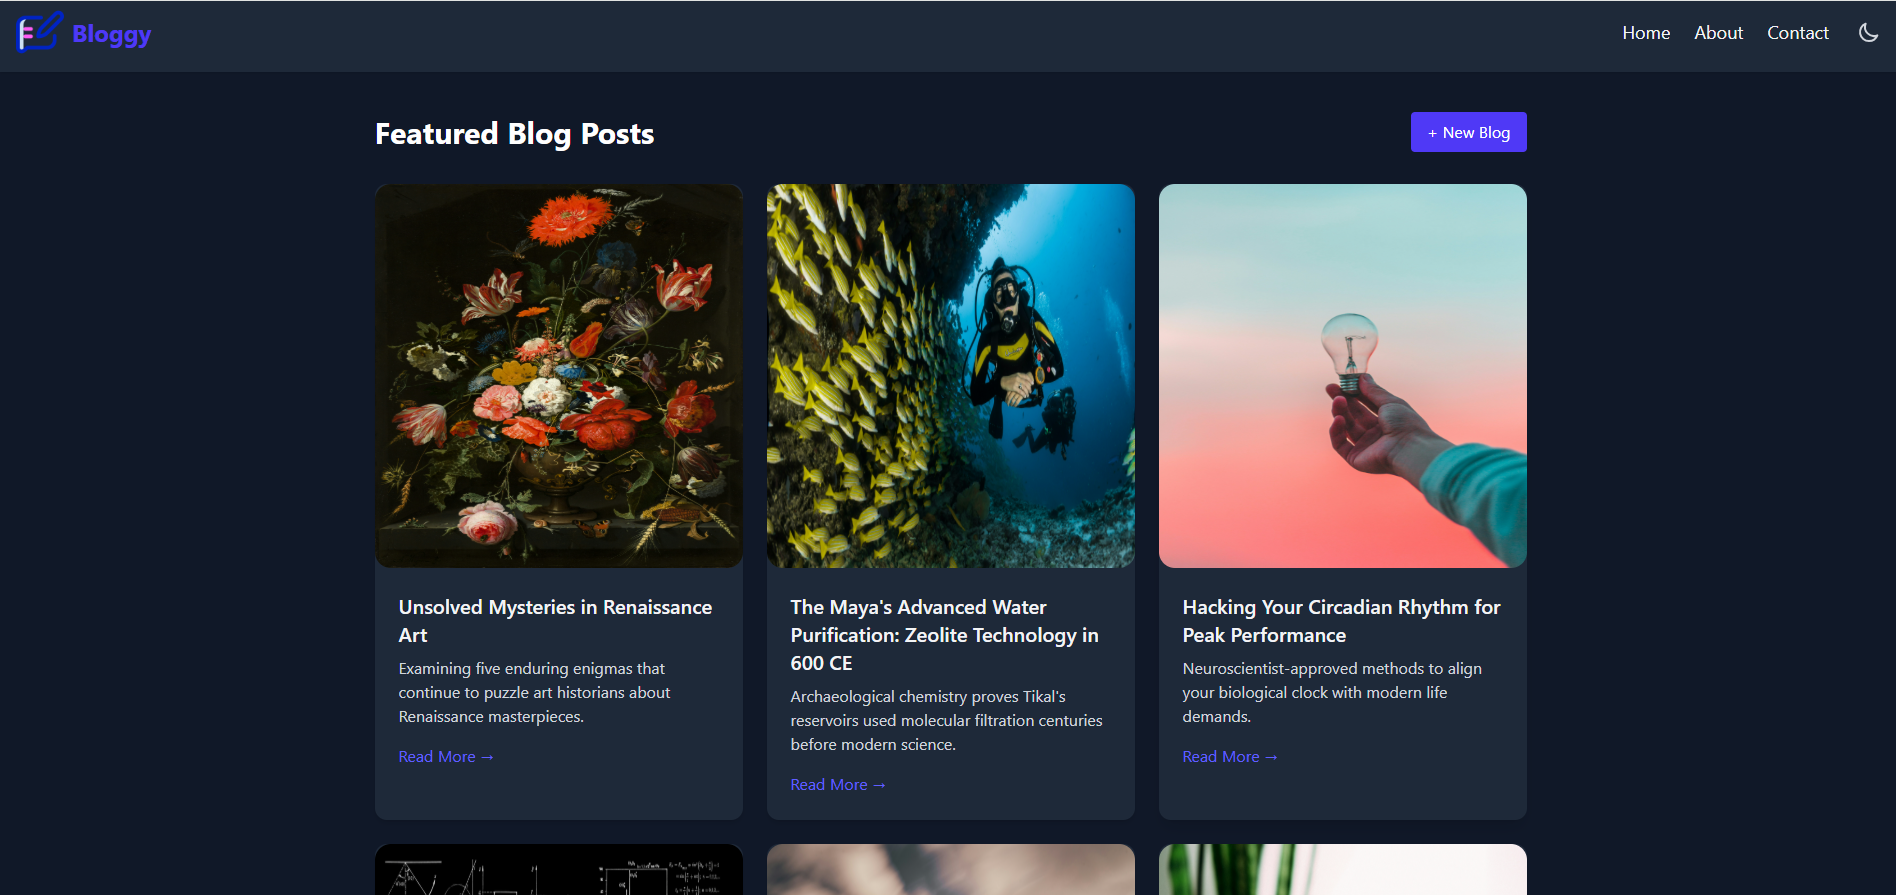 Bloggy
Home About Contact
Featured Blog Posts
+ New Blog
Unsolved Mysteries in Renaissance
Art
Examining five enduring enigmas that
continue to puzzle art historians about
Renaissance masterpieces.
Read More →
The Maya's Advanced Water
Purification: Zeolite Technology in
600 CE
Archaeological chemistry proves Tikal's
reservoirs used molecular filtration centuries
before modern science.
Read More →
Hacking Your Circadian Rhythm for
Peak Performance
Neuroscientist-approved methods to align
your biological clock with modern life
demands.
Read More →